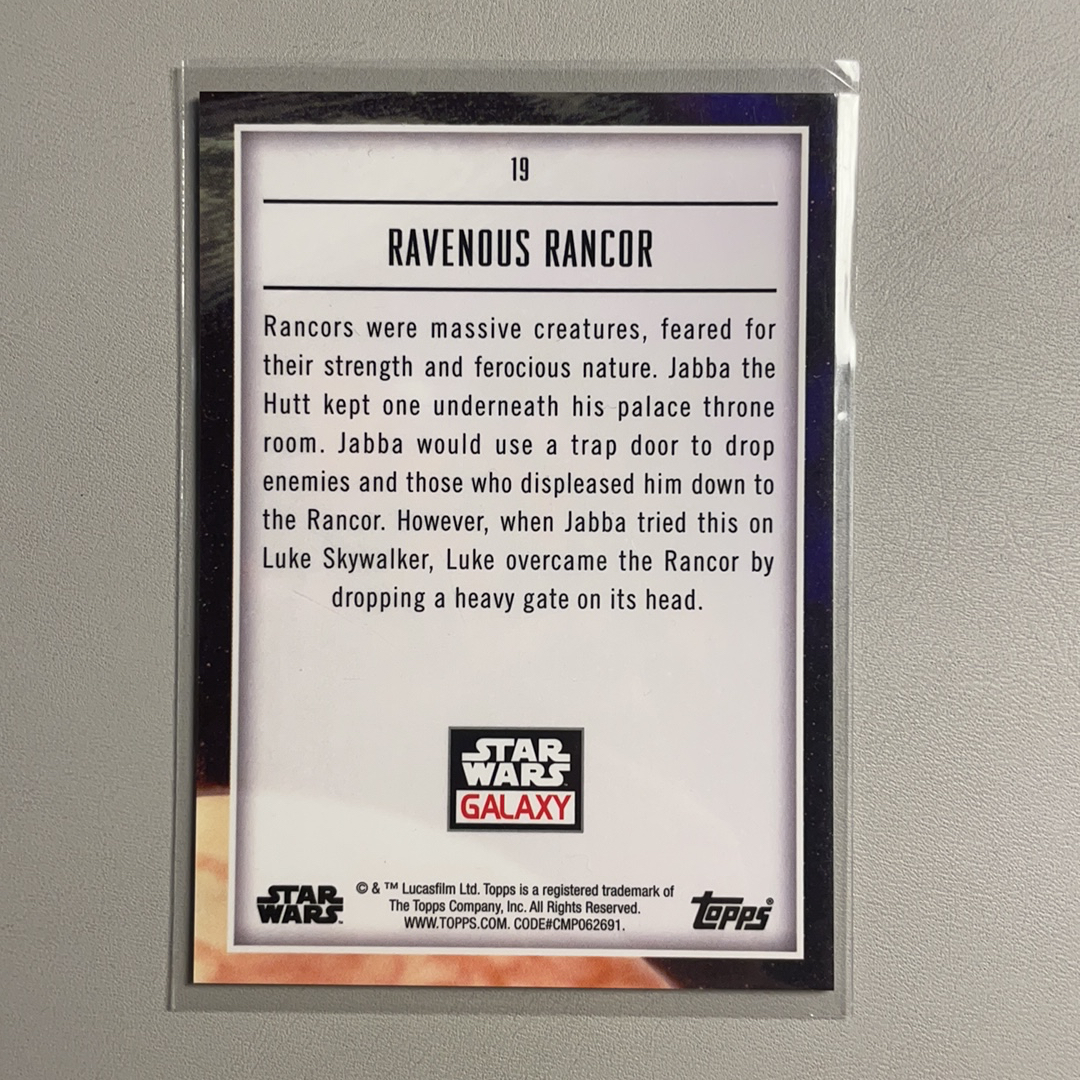 19
RAVENOUS RANCOR
Rancors were massive creatures, feared for
their strength and ferocious nature. Jabba the
Hutt kept one underneath his palace throne
room. Jabba would use a trap door to drop
enemies and those who displeased him down to
the Rancor. However, when Jabba tried this on
Luke Skywalker, Luke overcame the Rancor by
dropping a heavy gate on its head.
STAR
WARS
GALAXY
STAR
WARS™
© & ™ Lucasfilm Ltd. Topps is a registered trademark of
The Topps Company, Inc. All Rights Reserved.
WWW.TOPPS.COM. CODE#CMP062691.
topps®